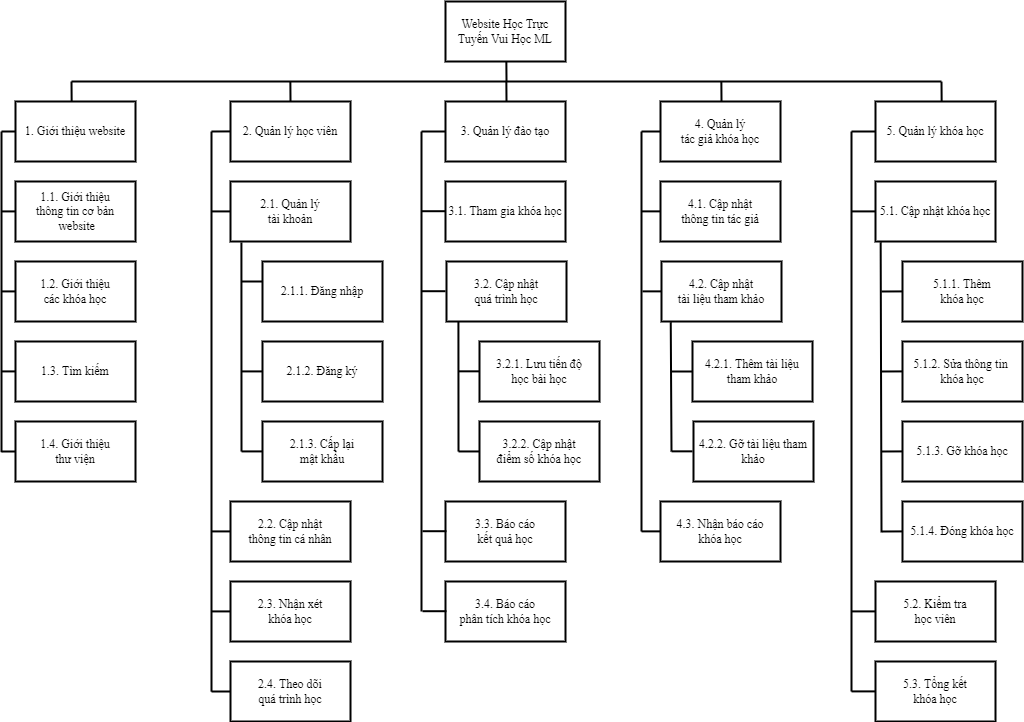 Website Học Trực
Tuyến Vui Học ML
1. Giới thiệu website
1.1. Giới thiệu
thông tin cơ bản
website
1.2. Giới thiệu
các khóa học
1.3. Tìm kiếm
1.4. Giới thiệu
thư viện
2. Quản lý học viên
2.1. Quản lý
tài khoản
2.1.1. Đăng nhập
2.1.2. Đăng ký
2.1.3. Cấp lại
mật khẩu
2.2. Cập nhật
thông tin cá nhân
2.3. Nhận xét
khóa học
2.4. Theo dõi
quá trình học
3. Quản lý đào tạo
3.1. Tham gia khóa học
3.2. Cập nhật
quá trình học
3.2.1. Lưu tiến độ
học bài học
3.2.2. Cập nhật
điểm số khóa học
3.3. Báo cáo
kết quả học
3.4. Báo cáo
phân tích khóa học
4. Quản lý
tác giả khóa học
4.1. Cập nhật
thông tin tác giả
4.2. Cập nhật
tài liệu tham khảo
4.2.1. Thêm tài liệu
tham khảo
4.2.2. Gỡ tài liệu tham
khảo
4.3. Nhận báo cáo
khóa học
5. Quản lý khóa học
5.1. Cập nhật khóa học
5.1.1. Thêm
khóa học
5.1.2. Sửa thông tin
khóa học
5.1.3. Gỡ khóa học
5.1.4. Đóng khóa học
5.2. Kiểm tra
học viên
5.3. Tổng kết
khóa học